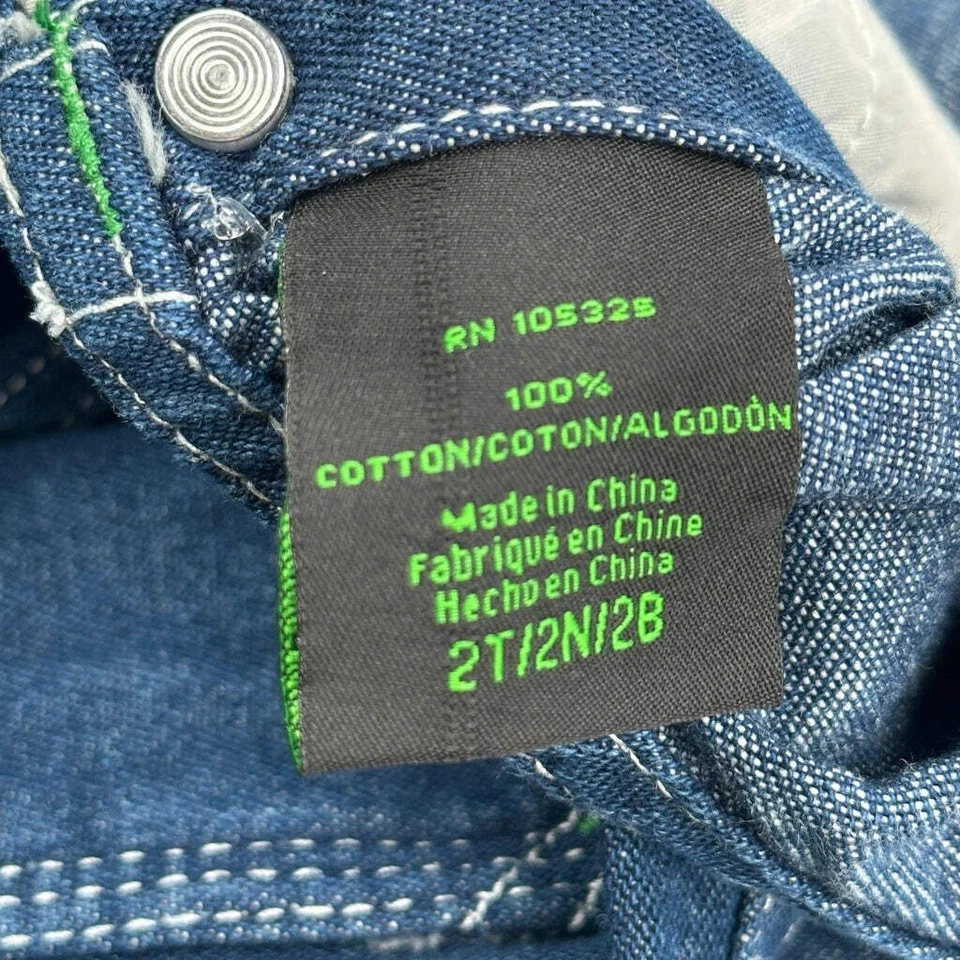 RN 105325
100%
COTTON/COTON/ALGODÓN
Made in China
Fabriqué en Chine
Hecho en China
2T/2N/2B